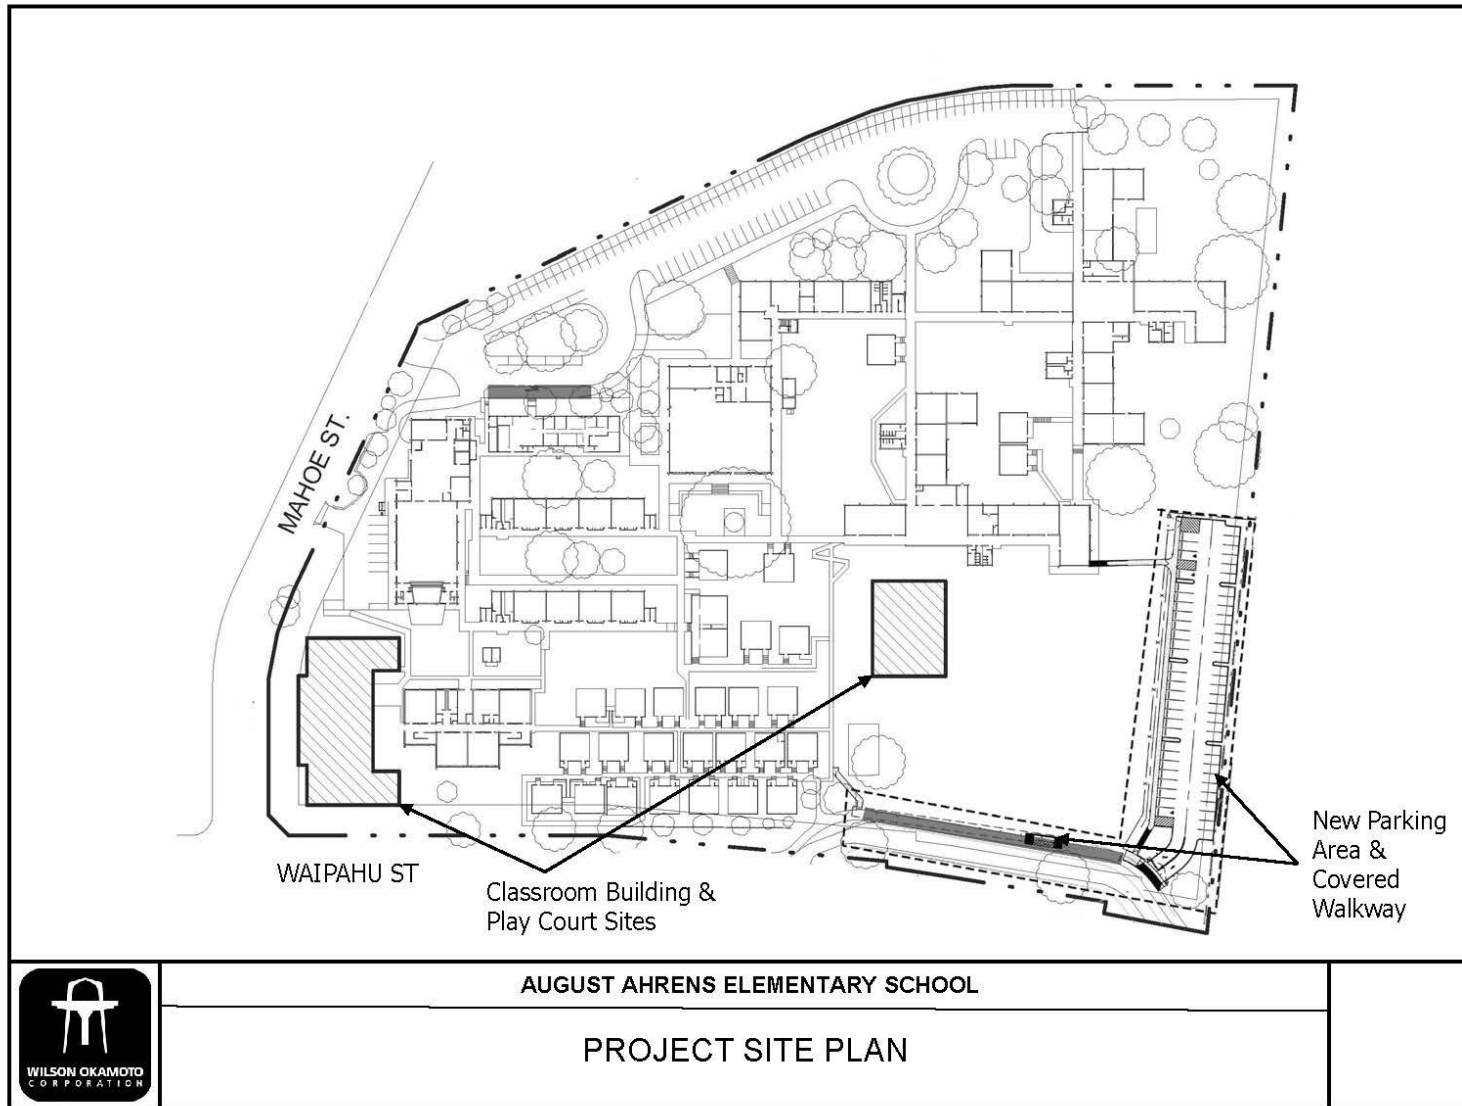 MAHOE ST.
WAIPAHU ST
Classroom Building &
Play Court Sites
New Parking
Area &
Covered
Walkway
AUGUST AHRENS ELEMENTARY SCHOOL
PROJECT SITE PLAN
WILSON OKAMOTO
CORPORATION